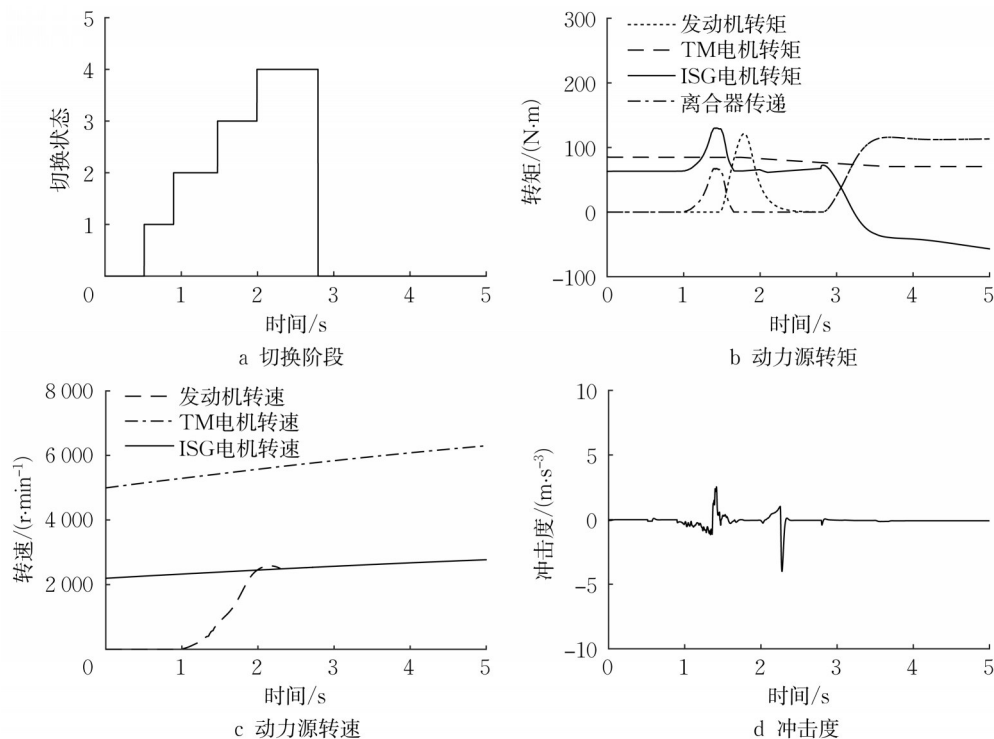 5
4
3
2
1
0
1
2
3
4
5
切换状态
时间/s
a 切换阶段
300
200
100
0
-100
0
1
2
3
4
5
转矩/(N·m)
发动机转矩
TM电机转矩
ISG电机转矩
离合器传递
时间/s
b 动力源转矩
8 000
6 000
4 000
2 000
0
1
2
3
4
5
转速/(r·min⁻¹)
发动机转速
TM电机转速
ISG电机转速
时间/s
c 动力源转速
10
5
0
-5
-10
0
1
2
3
4
5
冲击度/(m·s⁻³)
时间/s
d 冲击度